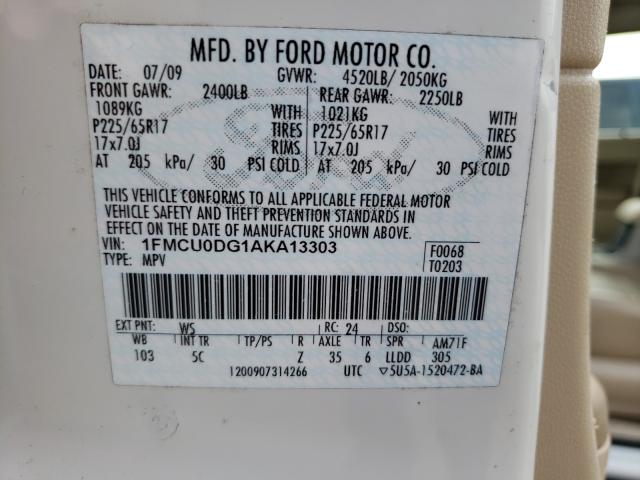 MFD. BY FORD MOTOR CO.
DATE: 07/09 GVWR: 4520LB/ 2050KG
FRONT GAWR: 2400LB REAR GAWR: 2250LB
1089KG WITH 1021KG WITH
P225/65R17 TIRES P225/65R17 TIRES
17x7.0J RIMS 17x7.0J RIMS
AT 205 kPa/ 30 PSI COLD AT 205 kPa/ 30 PSI COLD
THIS VEHICLE CONFORMS TO ALL APPLICABLE FEDERAL MOTOR
VEHICLE SAFETY AND THEFT PREVENTION STANDARDS IN
EFFECT ON THE DATE OF MANUFACTURE SHOWN ABOVE.
VIN: 1FMCU0DG1AKA13303 F0068
TYPE: MPV T0203
EXT PNT: WS RC: 24 DSO:
WB INT TR TP/PS R AXLE TR SPR AM71F
103 5C Z 35 6 LLDD 305
1200907314266 UTC ▽5U5A-1520472-BA
Ford